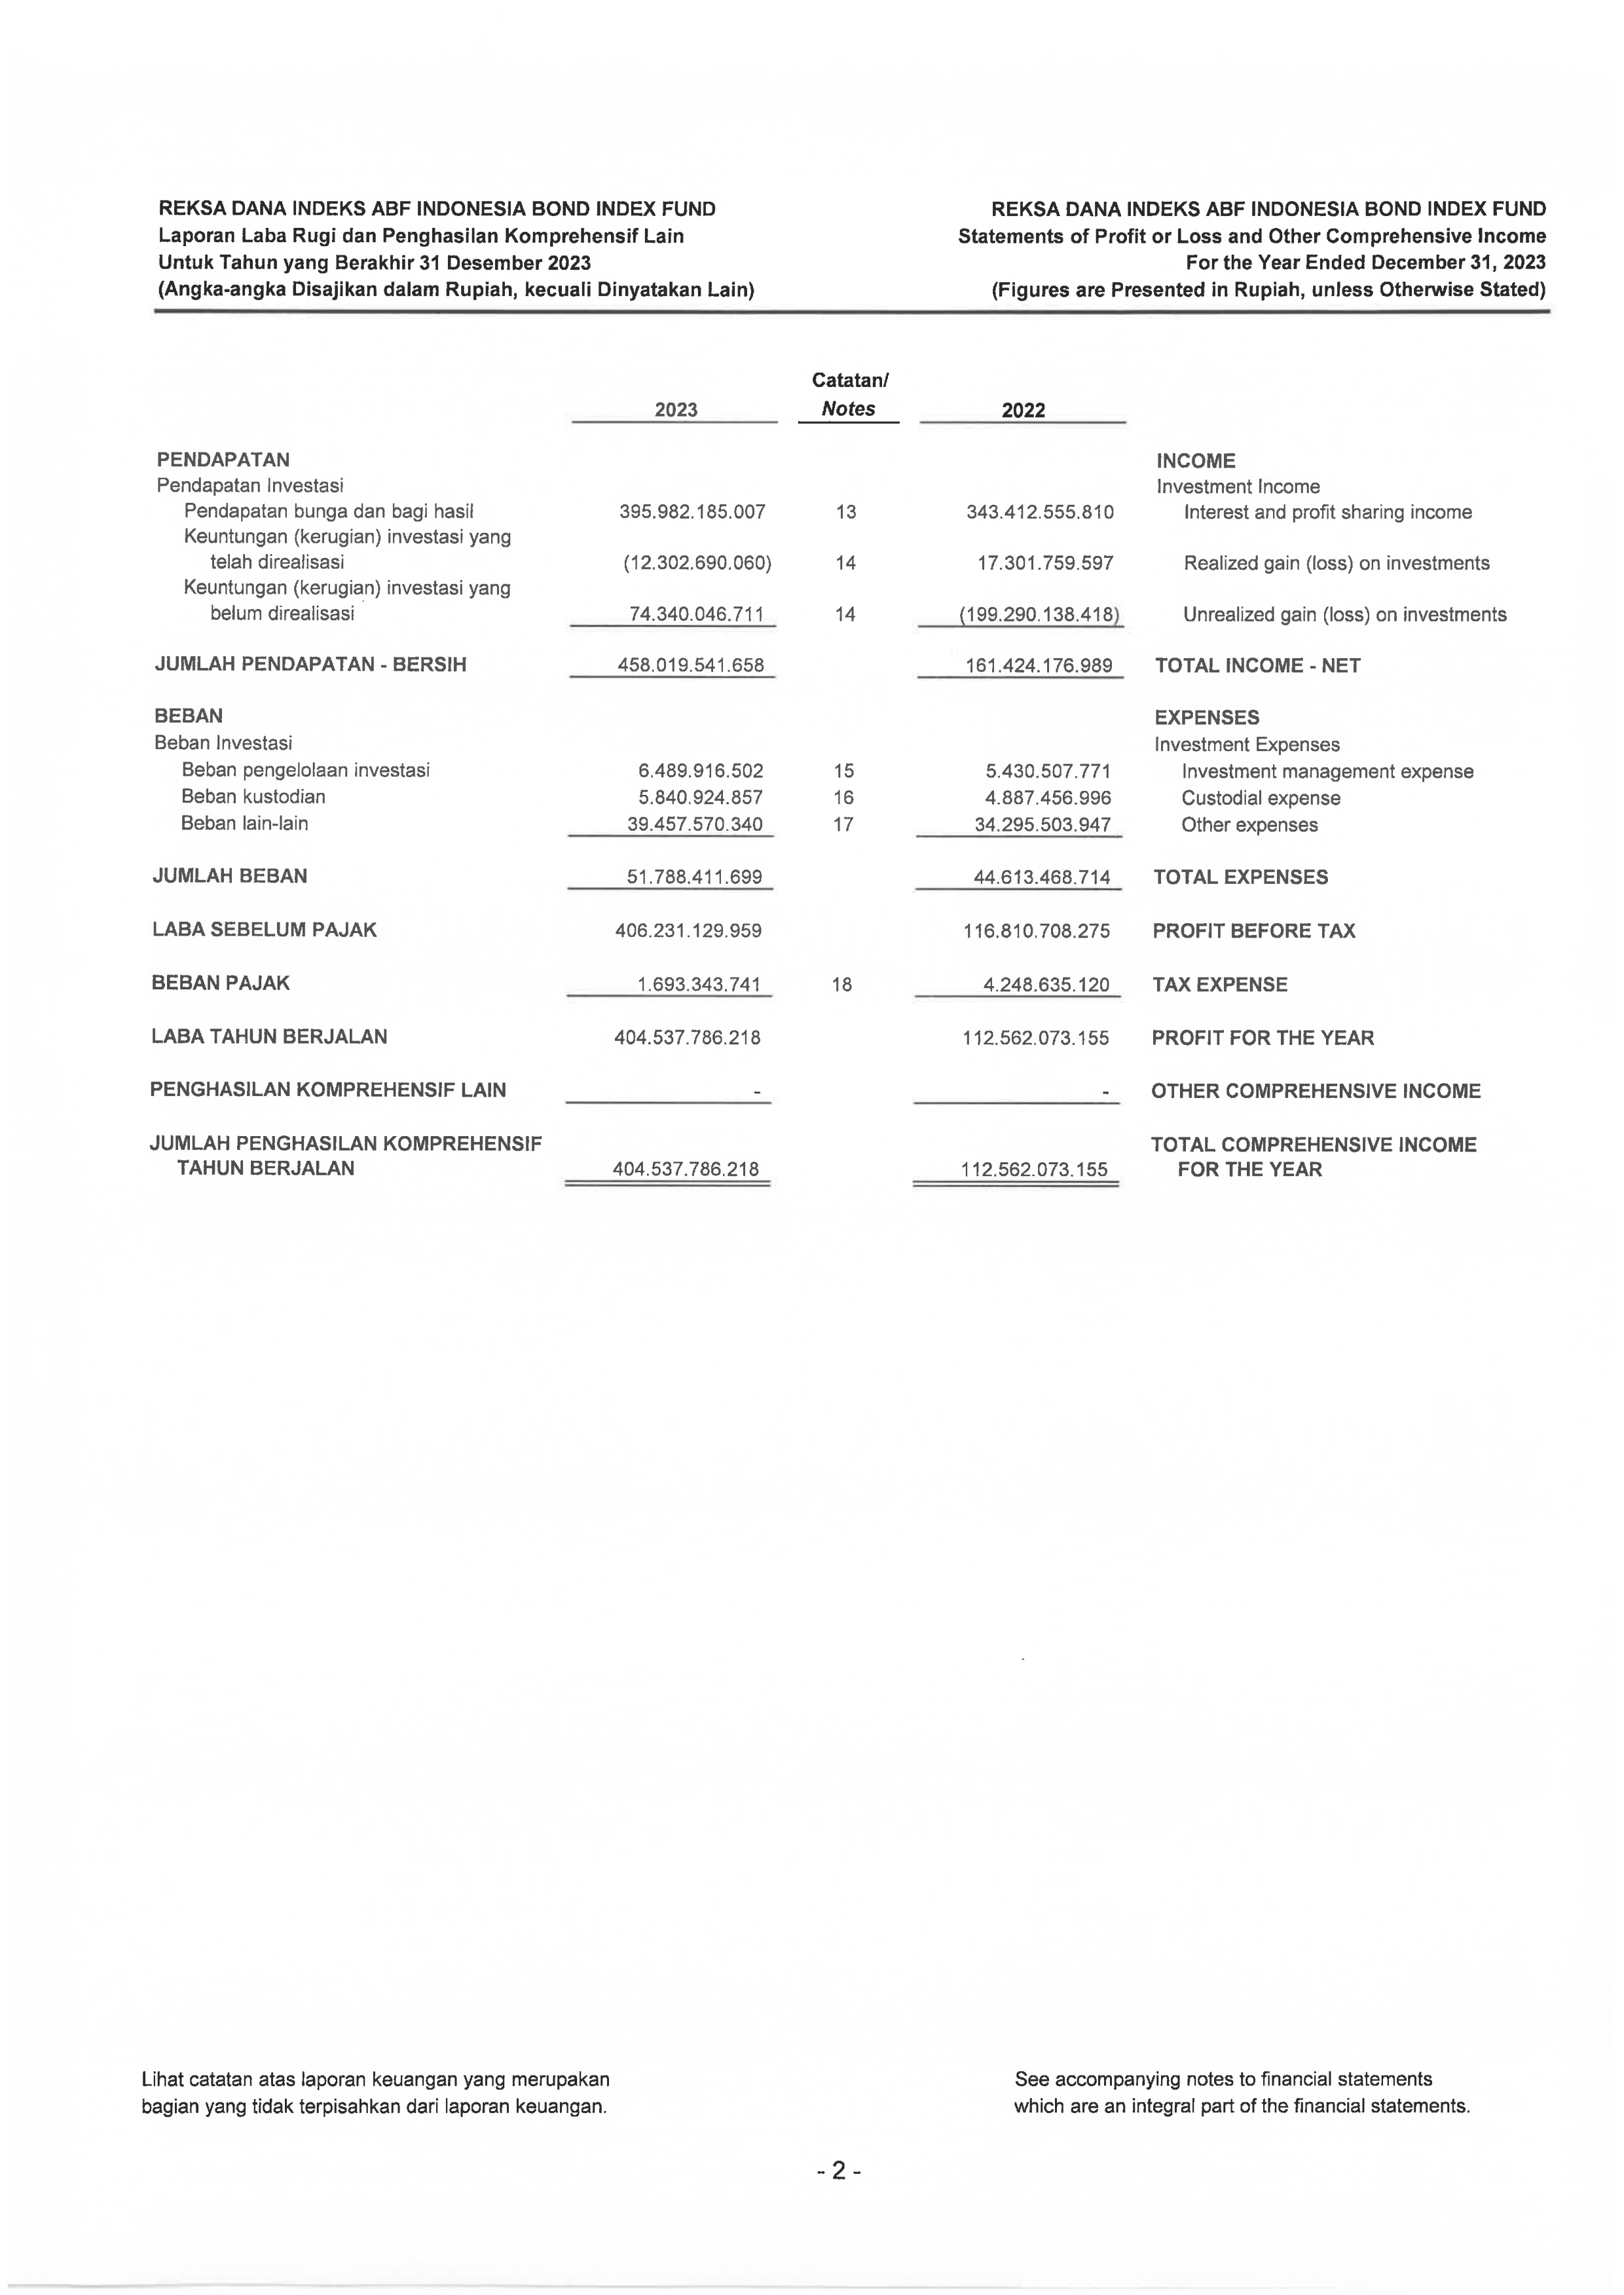 REKSA DANA INDEKS ABF INDONESIA BOND INDEX FUND
Laporan Laba Rugi dan Penghasilan Komprehensif Lain
Untuk Tahun yang Berakhir 31 Desember 2023
(Angka-angka Disajikan dalam Rupiah, kecuali Dinyatakan Lain)
REKSA DANA INDEKS ABF INDONESIA BOND INDEX FUND
Statements of Profit or Loss and Other Comprehensive Income
For the Year Ended December 31, 2023
(Figures are Presented in Rupiah, unless Otherwise Stated)
Catatan/
2023 Notes 2022
PENDAPATAN INCOME
Pendapatan Investasi Investment Income
Pendapatan bunga dan bagi hasil 395.982.185.007 13 343.412.555.810 Interest and profit sharing income
Keuntungan (kerugian) investasi yang
telah direalisasi (12.302.690.060) 14 17.301.759.597 Realized gain (loss) on investments
Keuntungan (kerugian) investasi yang
belum direalisasi 74.340.046.711 14 (199.290.138.418) Unrealized gain (loss) on investments
JUMLAH PENDAPATAN - BERSIH 458.019.541.658 161.424.176.989 TOTAL INCOME - NET
BEBAN EXPENSES
Beban Investasi Investment Expenses
Beban pengelolaan investasi 6.489.916.502 15 5.430.507.771 Investment management expense
Beban kustodian 5.840.924.857 16 4.887.456.996 Custodial expense
Beban lain-lain 39.457.570.340 17 34.295.503.947 Other expenses
JUMLAH BEBAN 51.788.411.699 44.613.468.714 TOTAL EXPENSES
LABA SEBELUM PAJAK 406.231.129.959 116.810.708.275 PROFIT BEFORE TAX
BEBAN PAJAK 1.693.343.741 18 4.248.635.120 TAX EXPENSE
LABA TAHUN BERJALAN 404.537.786.218 112.562.073.155 PROFIT FOR THE YEAR
PENGHASILAN KOMPREHENSIF LAIN - - OTHER COMPREHENSIVE INCOME
JUMLAH PENGHASILAN KOMPREHENSIF TOTAL COMPREHENSIVE INCOME
TAHUN BERJALAN 404.537.786.218 112.562.073.155 FOR THE YEAR
Lihat catatan atas laporan keuangan yang merupakan
bagian yang tidak terpisahkan dari laporan keuangan.
See accompanying notes to financial statements
which are an integral part of the financial statements.
- 2 -